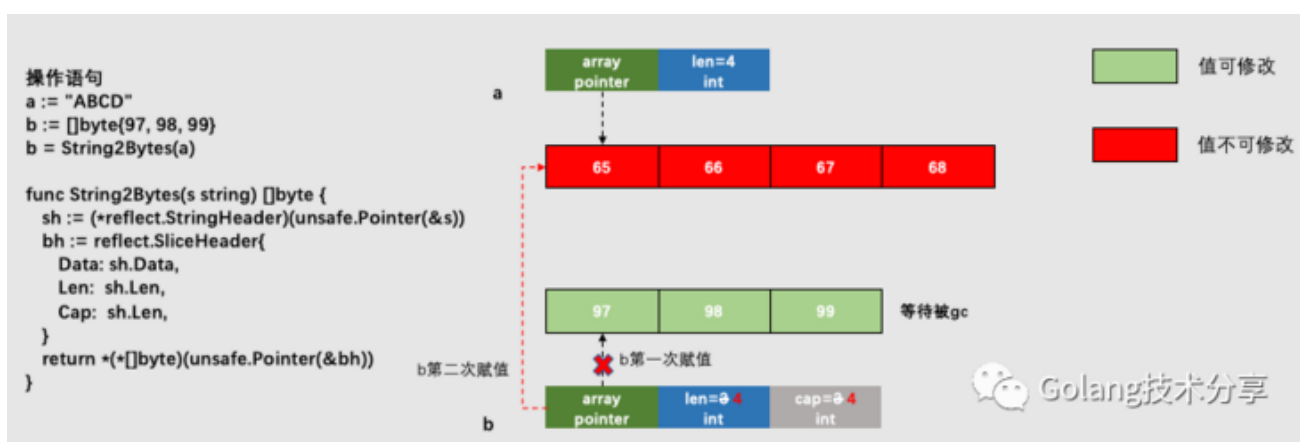 操作语句
a := "ABCD"
b := []byte{97, 98, 99}
b = String2Bytes(a)
func String2Bytes(s string) []byte {
sh := (*reflect.StringHeader)(unsafe.Pointer(&s))
bh := reflect.SliceHeader{
Data: sh.Data,
Len: sh.Len,
Cap: sh.Len,
}
return *(*[]byte)(unsafe.Pointer(&bh))
}
a
array
pointer
len=4
int
65 66 67 68
97 98 99
等待被gc
b第一次赋值
b第二次赋值
b
array
pointer
len=3 4
int
cap=3 4
int
值可修改
值不可修改
Golang技术分享